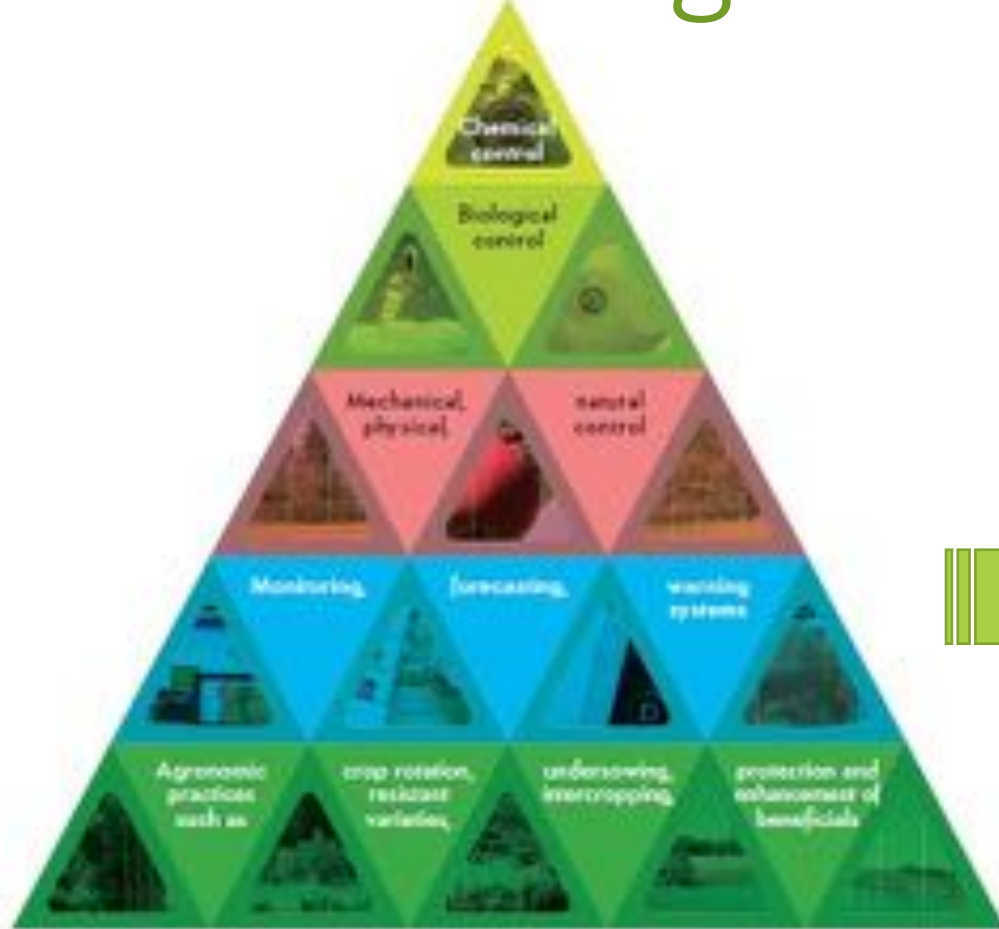 g
Chemical
control
Biological
control
Mechanical,
physical,
natural
control
Monitoring,
forecasting,
warning
systems
Agronomic
practices
such as
crop rotation,
resistant
varieties,
undersowing,
intercropping,
protection and
enhancement of
beneficials